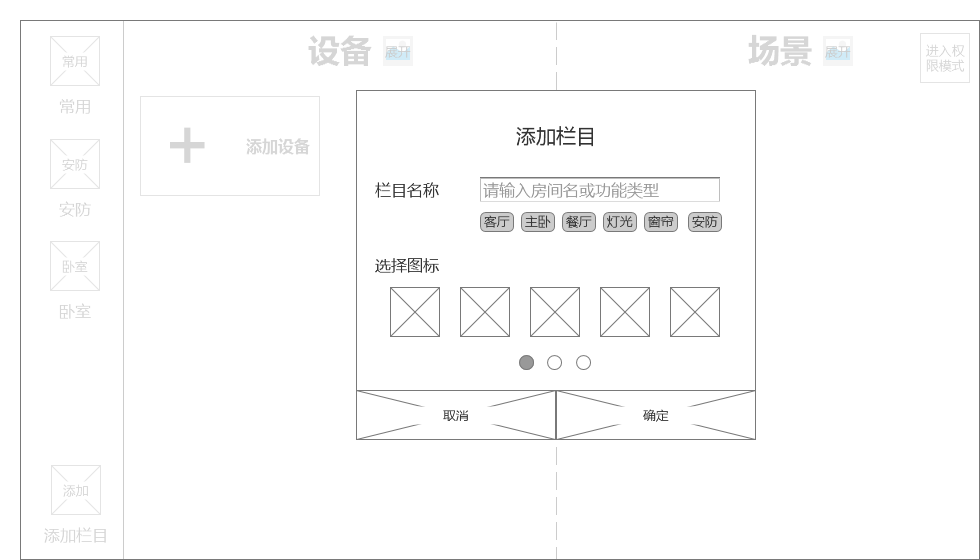 设备
展开
场景
展开
进入权
限模式
常用
常用
安防
安防
卧室
卧室
添加
添加栏目
添加设备
添加栏目
栏目名称
请输入房间名或功能类型
客厅 主卧 餐厅 灯光 窗帘 安防
选择图标
取消
确定